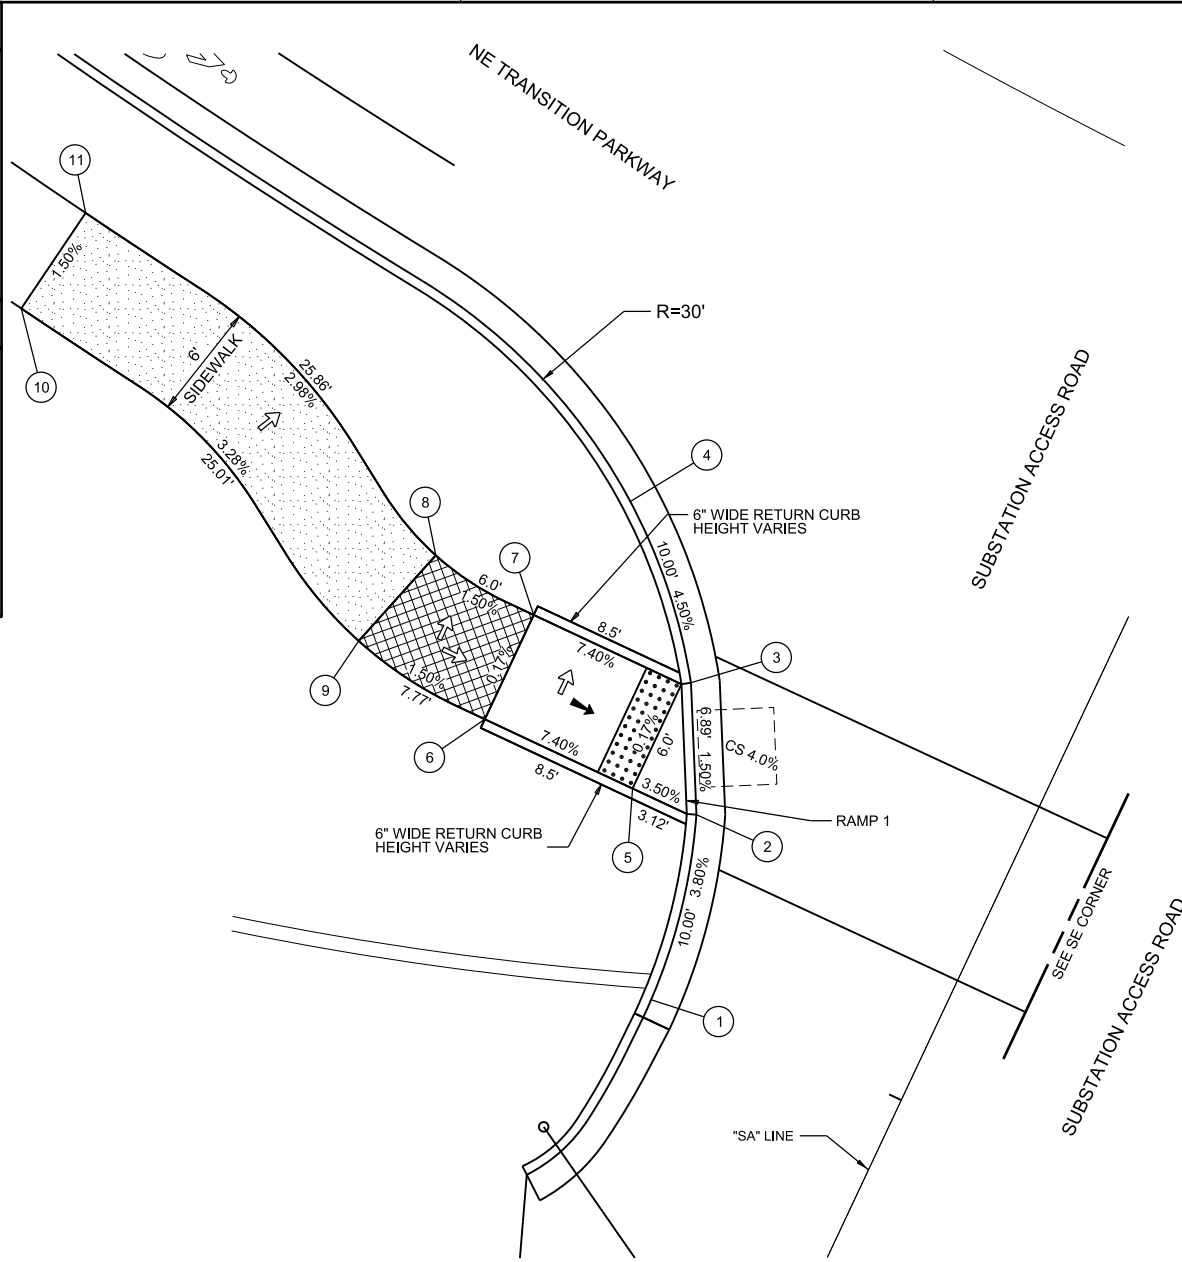 NE TRANSITION PARKWAY
11
1.50%
R=30'
6'
SIDEWALK
25.86'
2.98%
10
3.28%
25.01'
SUBSTATION ACCESS ROAD
4
8
6" WIDE RETURN CURB
HEIGHT VARIES
7
10.00' 4.50%
6.0'
1.50%
8.5'
7.40%
3
0.17%
1.50%
7.77'
9
6
7.40%
8.5'
0.17%
6.0'
6.89' 1.50%
CS 4.0%
3.50%
3.12'
RAMP 1
6" WIDE RETURN CURB
HEIGHT VARIES
5
2
10.00' 3.80%
SEE SE CORNER
SUBSTATION ACCESS ROAD
1
"SA" LINE